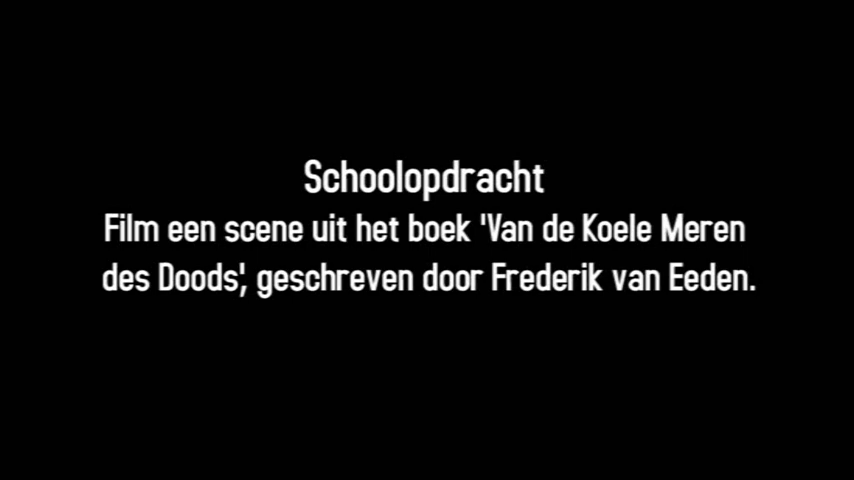 Schoolopdracht
Film een scene uit het boek 'Van de Koele Meren
des Doods', geschreven door Frederik van Eeden.